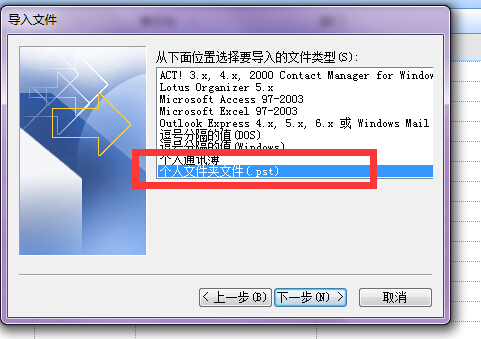 导入文件
从下面位置选择要导入的文件类型(S):
ACT! 3.x, 4.x, 2000 Contact Manager for Window
Lotus Organizer 5.x
Microsoft Access 97-2003
Microsoft Excel 97-2003
Outlook Express 4.x, 5.x, 6.x 或 Windows Mail
逗号分隔的值(DOS)
逗号分隔的值(Windows)
个人通讯簿
个人文件夹文件(.pst)
< 上一步(B)
下一步(N) >
取消